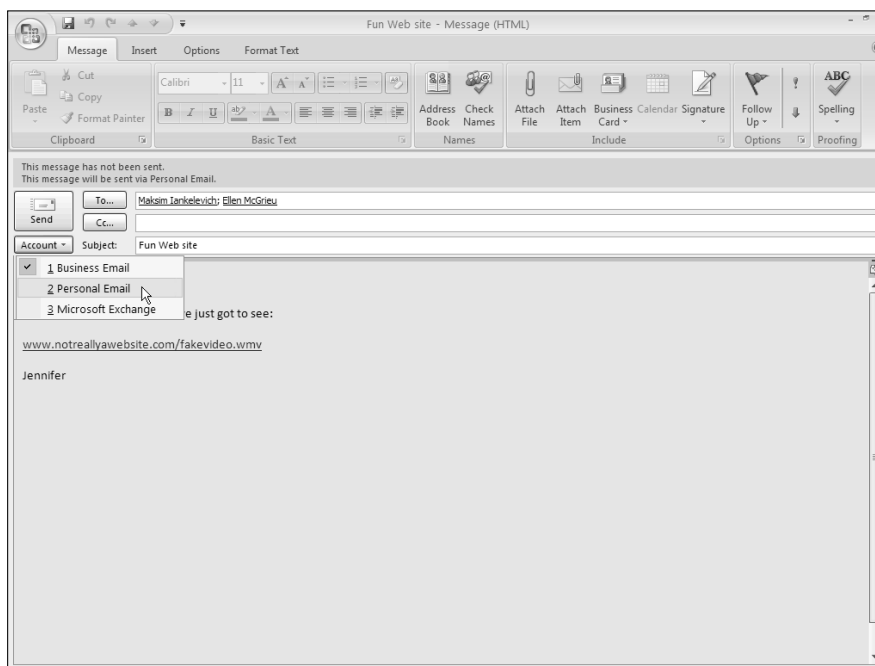 Fun Web site - Message (HTML)
Message Insert Options Format Text
Cut
Copy
Format Painter
Paste
Clipboard
Calibri 11
B I U
Basic Text
Address Book
Check Names
Names
Attach File
Attach Item
Business Card
Calendar
Signature
Include
Follow Up
Options
ABC
Spelling
Proofing
This message has not been sent.
This message will be sent via Personal Email.
Send
To... Maksim Iankelevich; Ellen McGrieu
Cc...
Account Subject: Fun Web site
1 Business Email
2 Personal Email
3 Microsoft Exchange
e just got to see:
www.notreallyawebsite.com/fakevideo.wmv
Jennifer